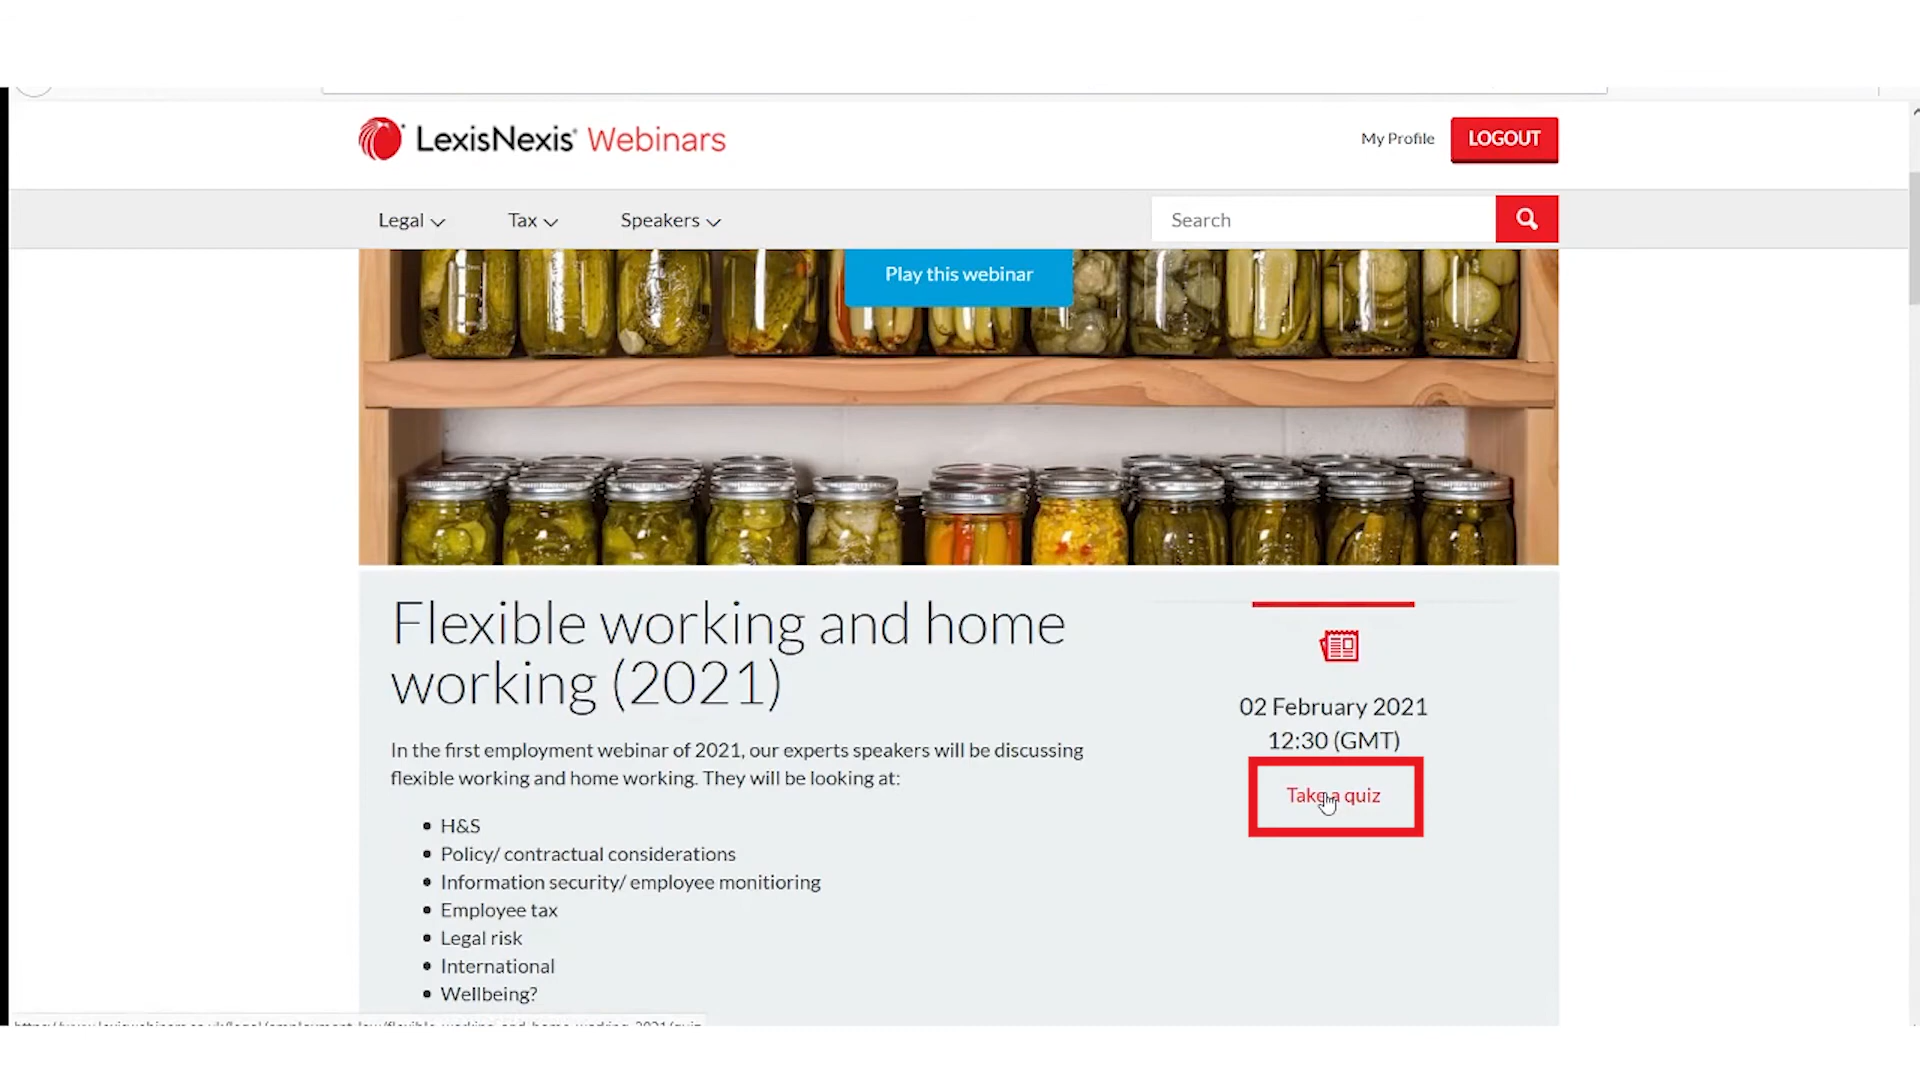 LexisNexis® Webinars
My Profile
LOGOUT
Legal
Tax
Speakers
Search
Play this webinar
Flexible working and home
working (2021)
In the first employment webinar of 2021, our experts speakers will be discussing
flexible working and home working. They will be looking at:
• H&S
• Policy/ contractual considerations
• Information security/ employee monitioring
• Employee tax
• Legal risk
• International
• Wellbeing?
02 February 2021
12:30 (GMT)
Take a quiz